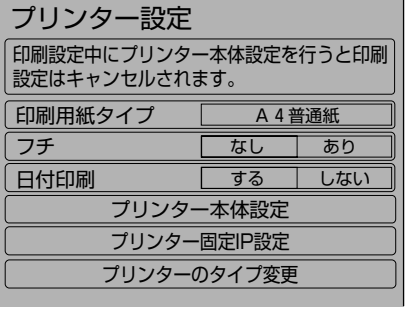 プリンター設定
印刷設定中にプリンター本体設定を行うと印刷
設定はキャンセルされます。
印刷用紙タイプ A4普通紙
フチ なし あり
日付印刷 する しない
プリンター本体設定
プリンター固定IP設定
プリンターのタイプ変更